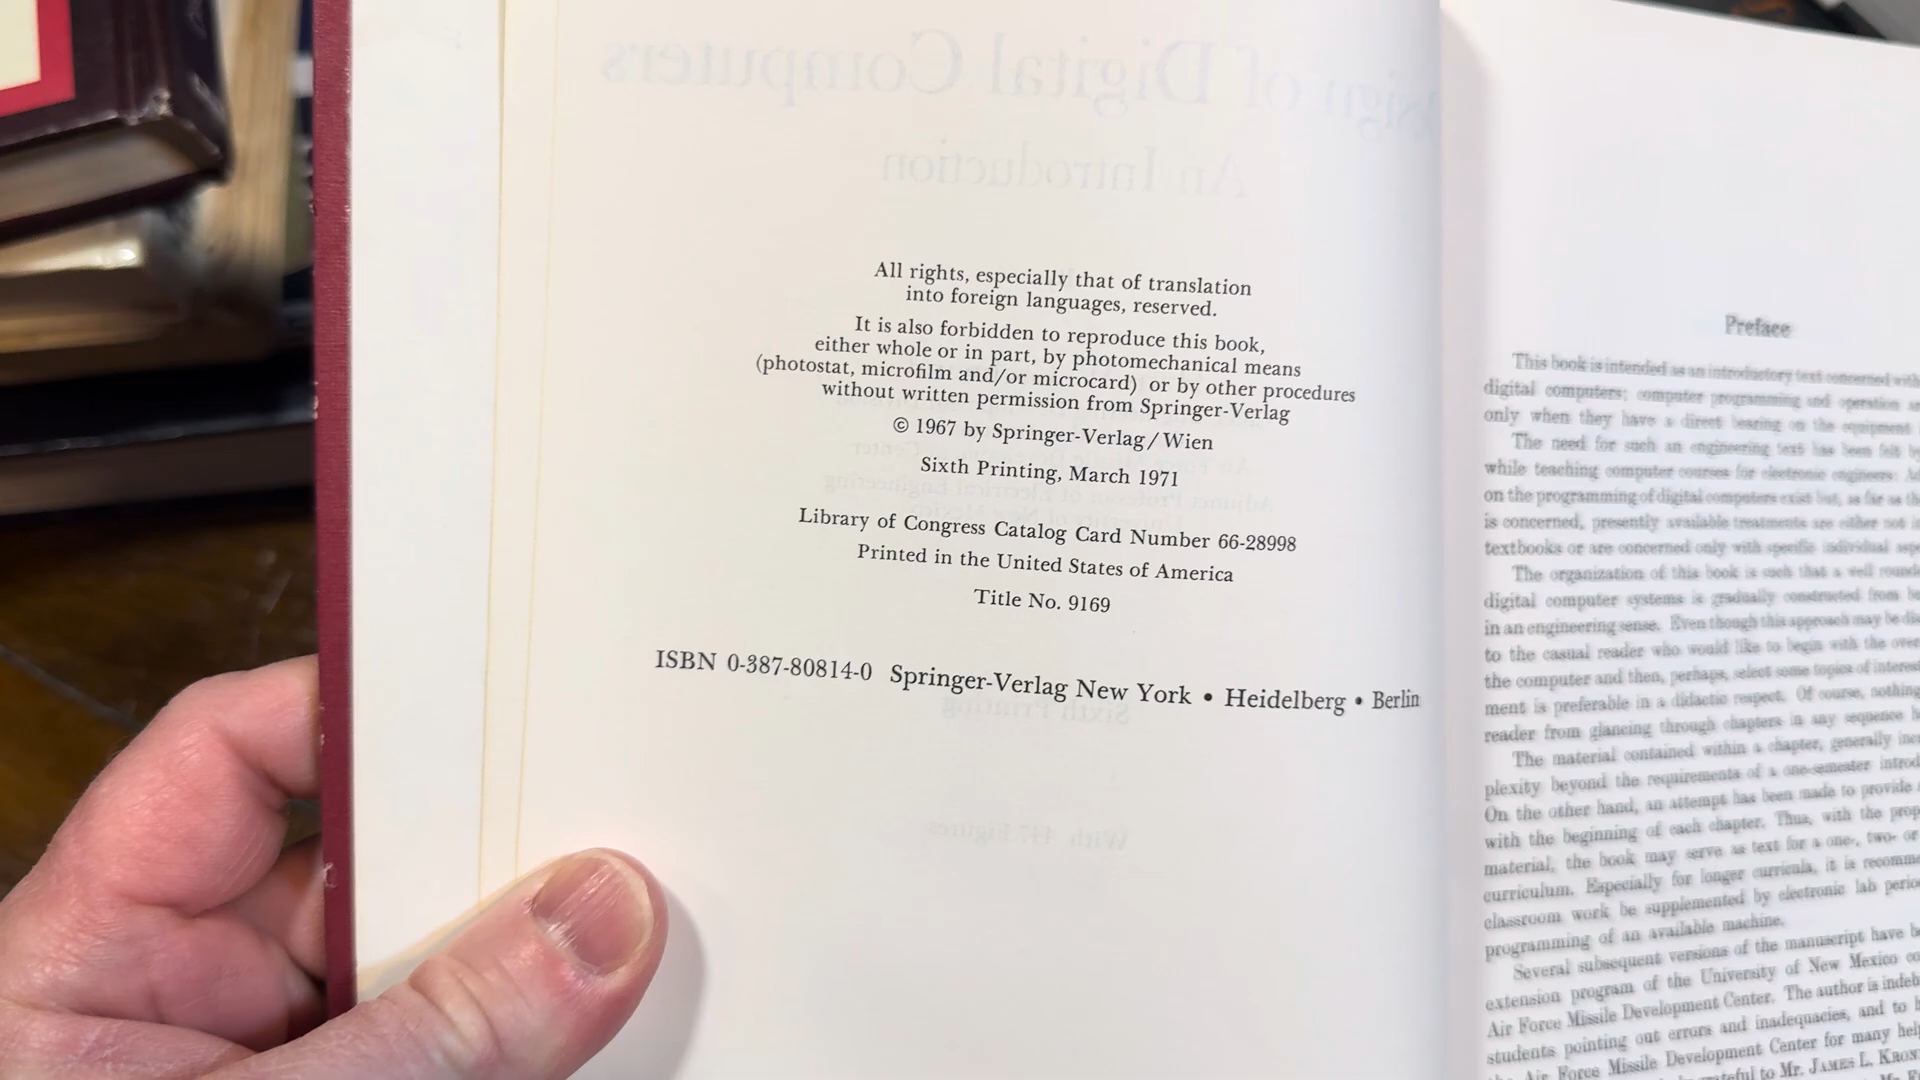 All rights, especially that of translation
into foreign languages, reserved.
It is also forbidden to reproduce this book,
either whole or in part, by photomechanical means
(photostat, microfilm and/or microcard) or by other procedures
without written permission from Springer-Verlag
© 1967 by Springer-Verlag/Wien
Sixth Printing, March 1971
Library of Congress Catalog Card Number 66-28998
Printed in the United States of America
Title No. 9169
ISBN 0-387-80814-0 Springer-Verlag New York • Heidelberg • Berlin
Preface
This book is intended as an introductory text concerned with
digital computers; computer programming and operation
only when they have a direct bearing on the equipment
The need for such an engineering text has been felt
while teaching computer courses for electronic engineers:
on the programming of digital computers exist but, as far as
is concerned, presently available treatments are either not
textbooks or are concerned only with specific individual
The organization of this book is such that a well
digital computer systems is gradually constructed from
in an engineering sense. Even though this approach may be
to the casual reader who would like to begin with the
the computer and then, perhaps, select some topics of
ment is preferable in a didactic respect. Of course, nothing
reader from glancing through chapters in any sequence
The material contained within a chapter, generally
plexity beyond the requirements of a one-semester
On the other hand, an attempt has been made to provide
with the beginning of each chapter. Thus, with the
material, the book may serve as text for a one-, two- or
curriculum. Especially for longer curricula, it is
classroom work be supplemented by electronic lab
programming of an available machine.
Several subsequent versions of the manuscript have
extension program of the University of New Mexico
Air Force Missile Development Center. The author is
students pointing out errors and inadequacies, and to
Air Force Missile Development Center for many
to Mr. JAMES L.